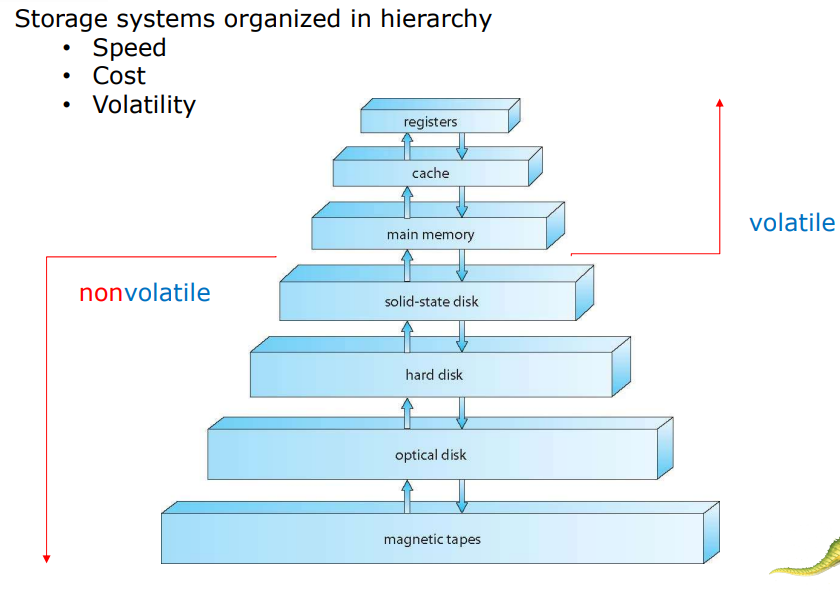 Storage systems organized in hierarchy
• Speed
• Cost
• Volatility
registers
cache
main memory
volatile
nonvolatile
solid-state disk
hard disk
optical disk
magnetic tapes